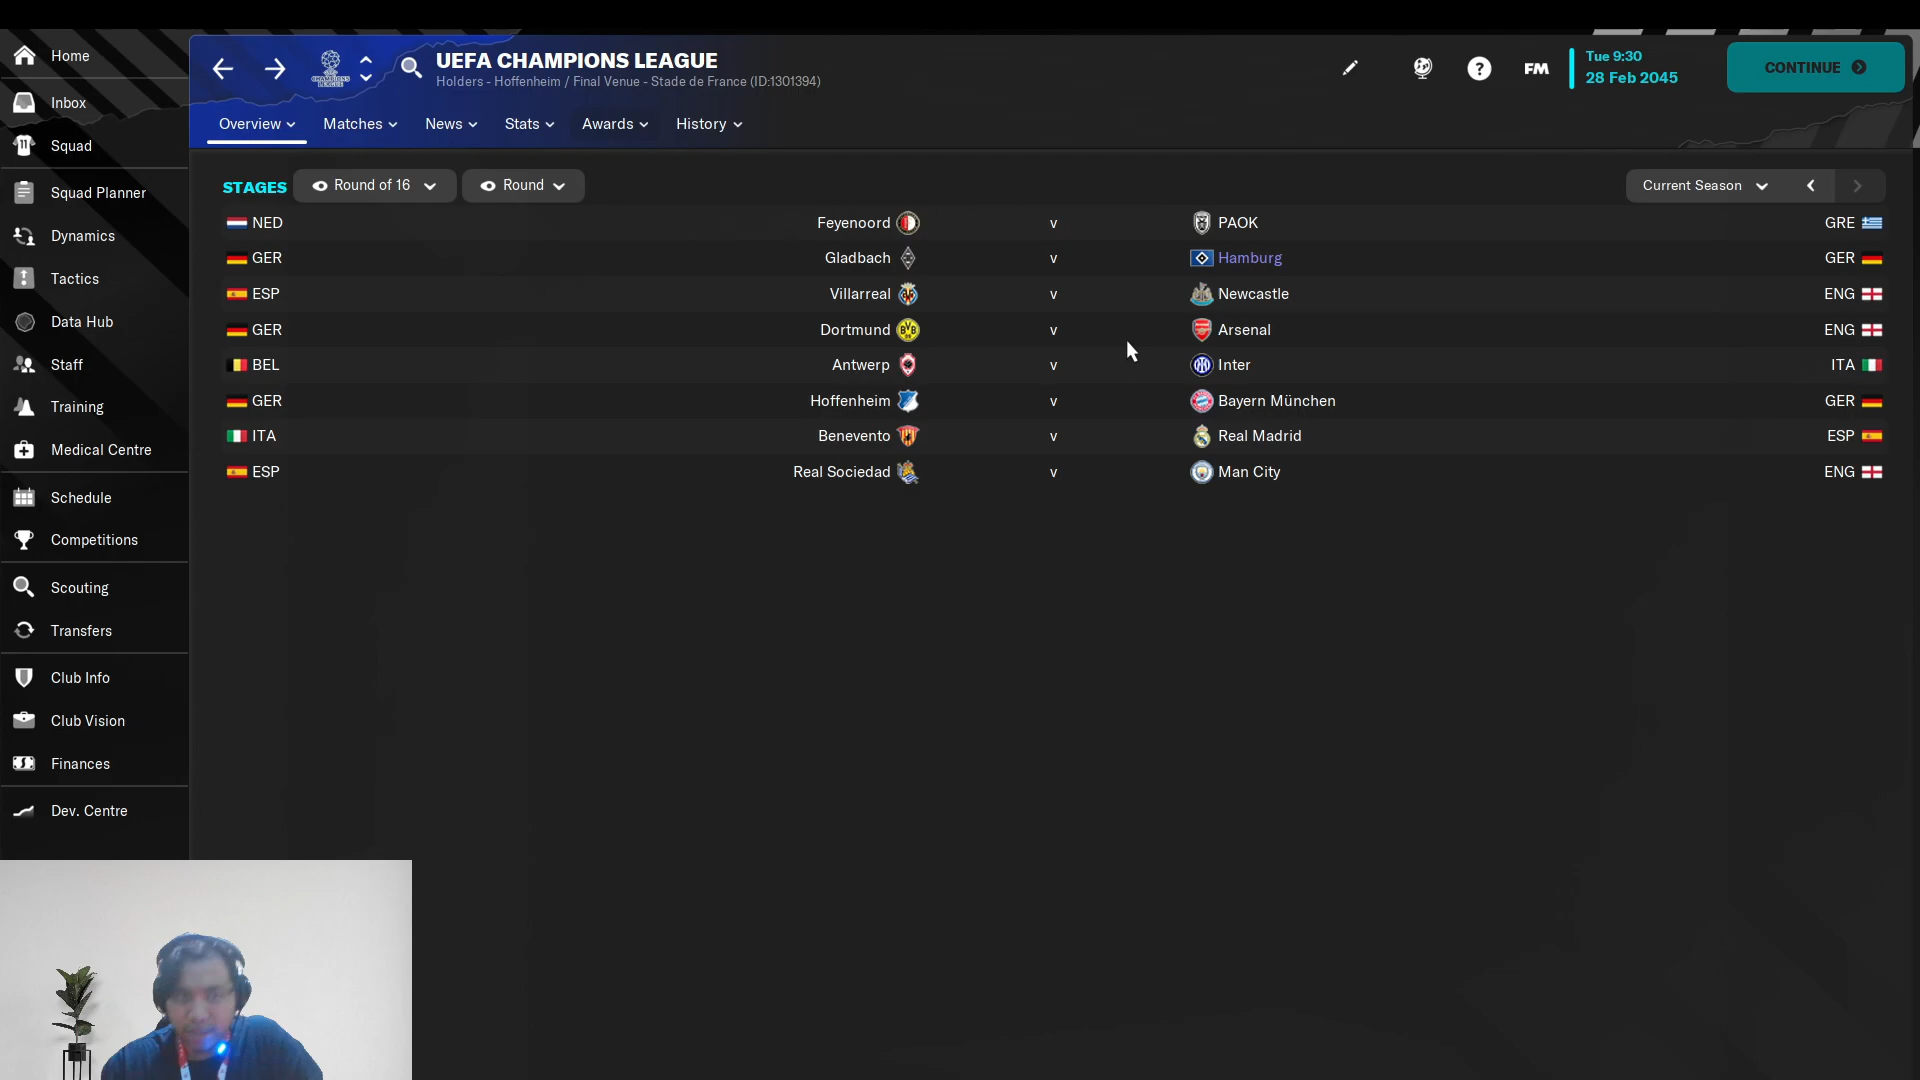 Home
Inbox
Squad
Squad Planner
Dynamics
Tactics
Data Hub
Staff
Training
Medical Centre
Schedule
Competitions
Scouting
Transfers
Club Info
Club Vision
Finances
Dev. Centre
UEFA CHAMPIONS LEAGUE
Holders - Hoffenheim / Final Venue - Stade de France (ID:1301394)
FM
Tue 9:30
28 Feb 2045
CONTINUE
Overview Matches News Stats Awards History
STAGES Round of 16 Round Current Season
NED Feyenoord v PAOK GRE
GER Gladbach v Hamburg GER
ESP Villarreal v Newcastle ENG
GER Dortmund v Arsenal ENG
BEL Antwerp v Inter ITA
GER Hoffenheim v Bayern München GER
ITA Benevento v Real Madrid ESP
ESP Real Sociedad v Man City ENG